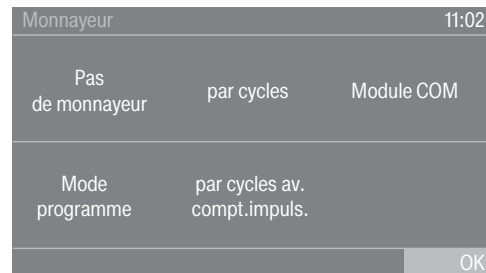 Monnayeur 11:02
Pas
de monnayeur
par cycles
Module COM
Mode
programme
par cycles av.
compt.impuls.
OK